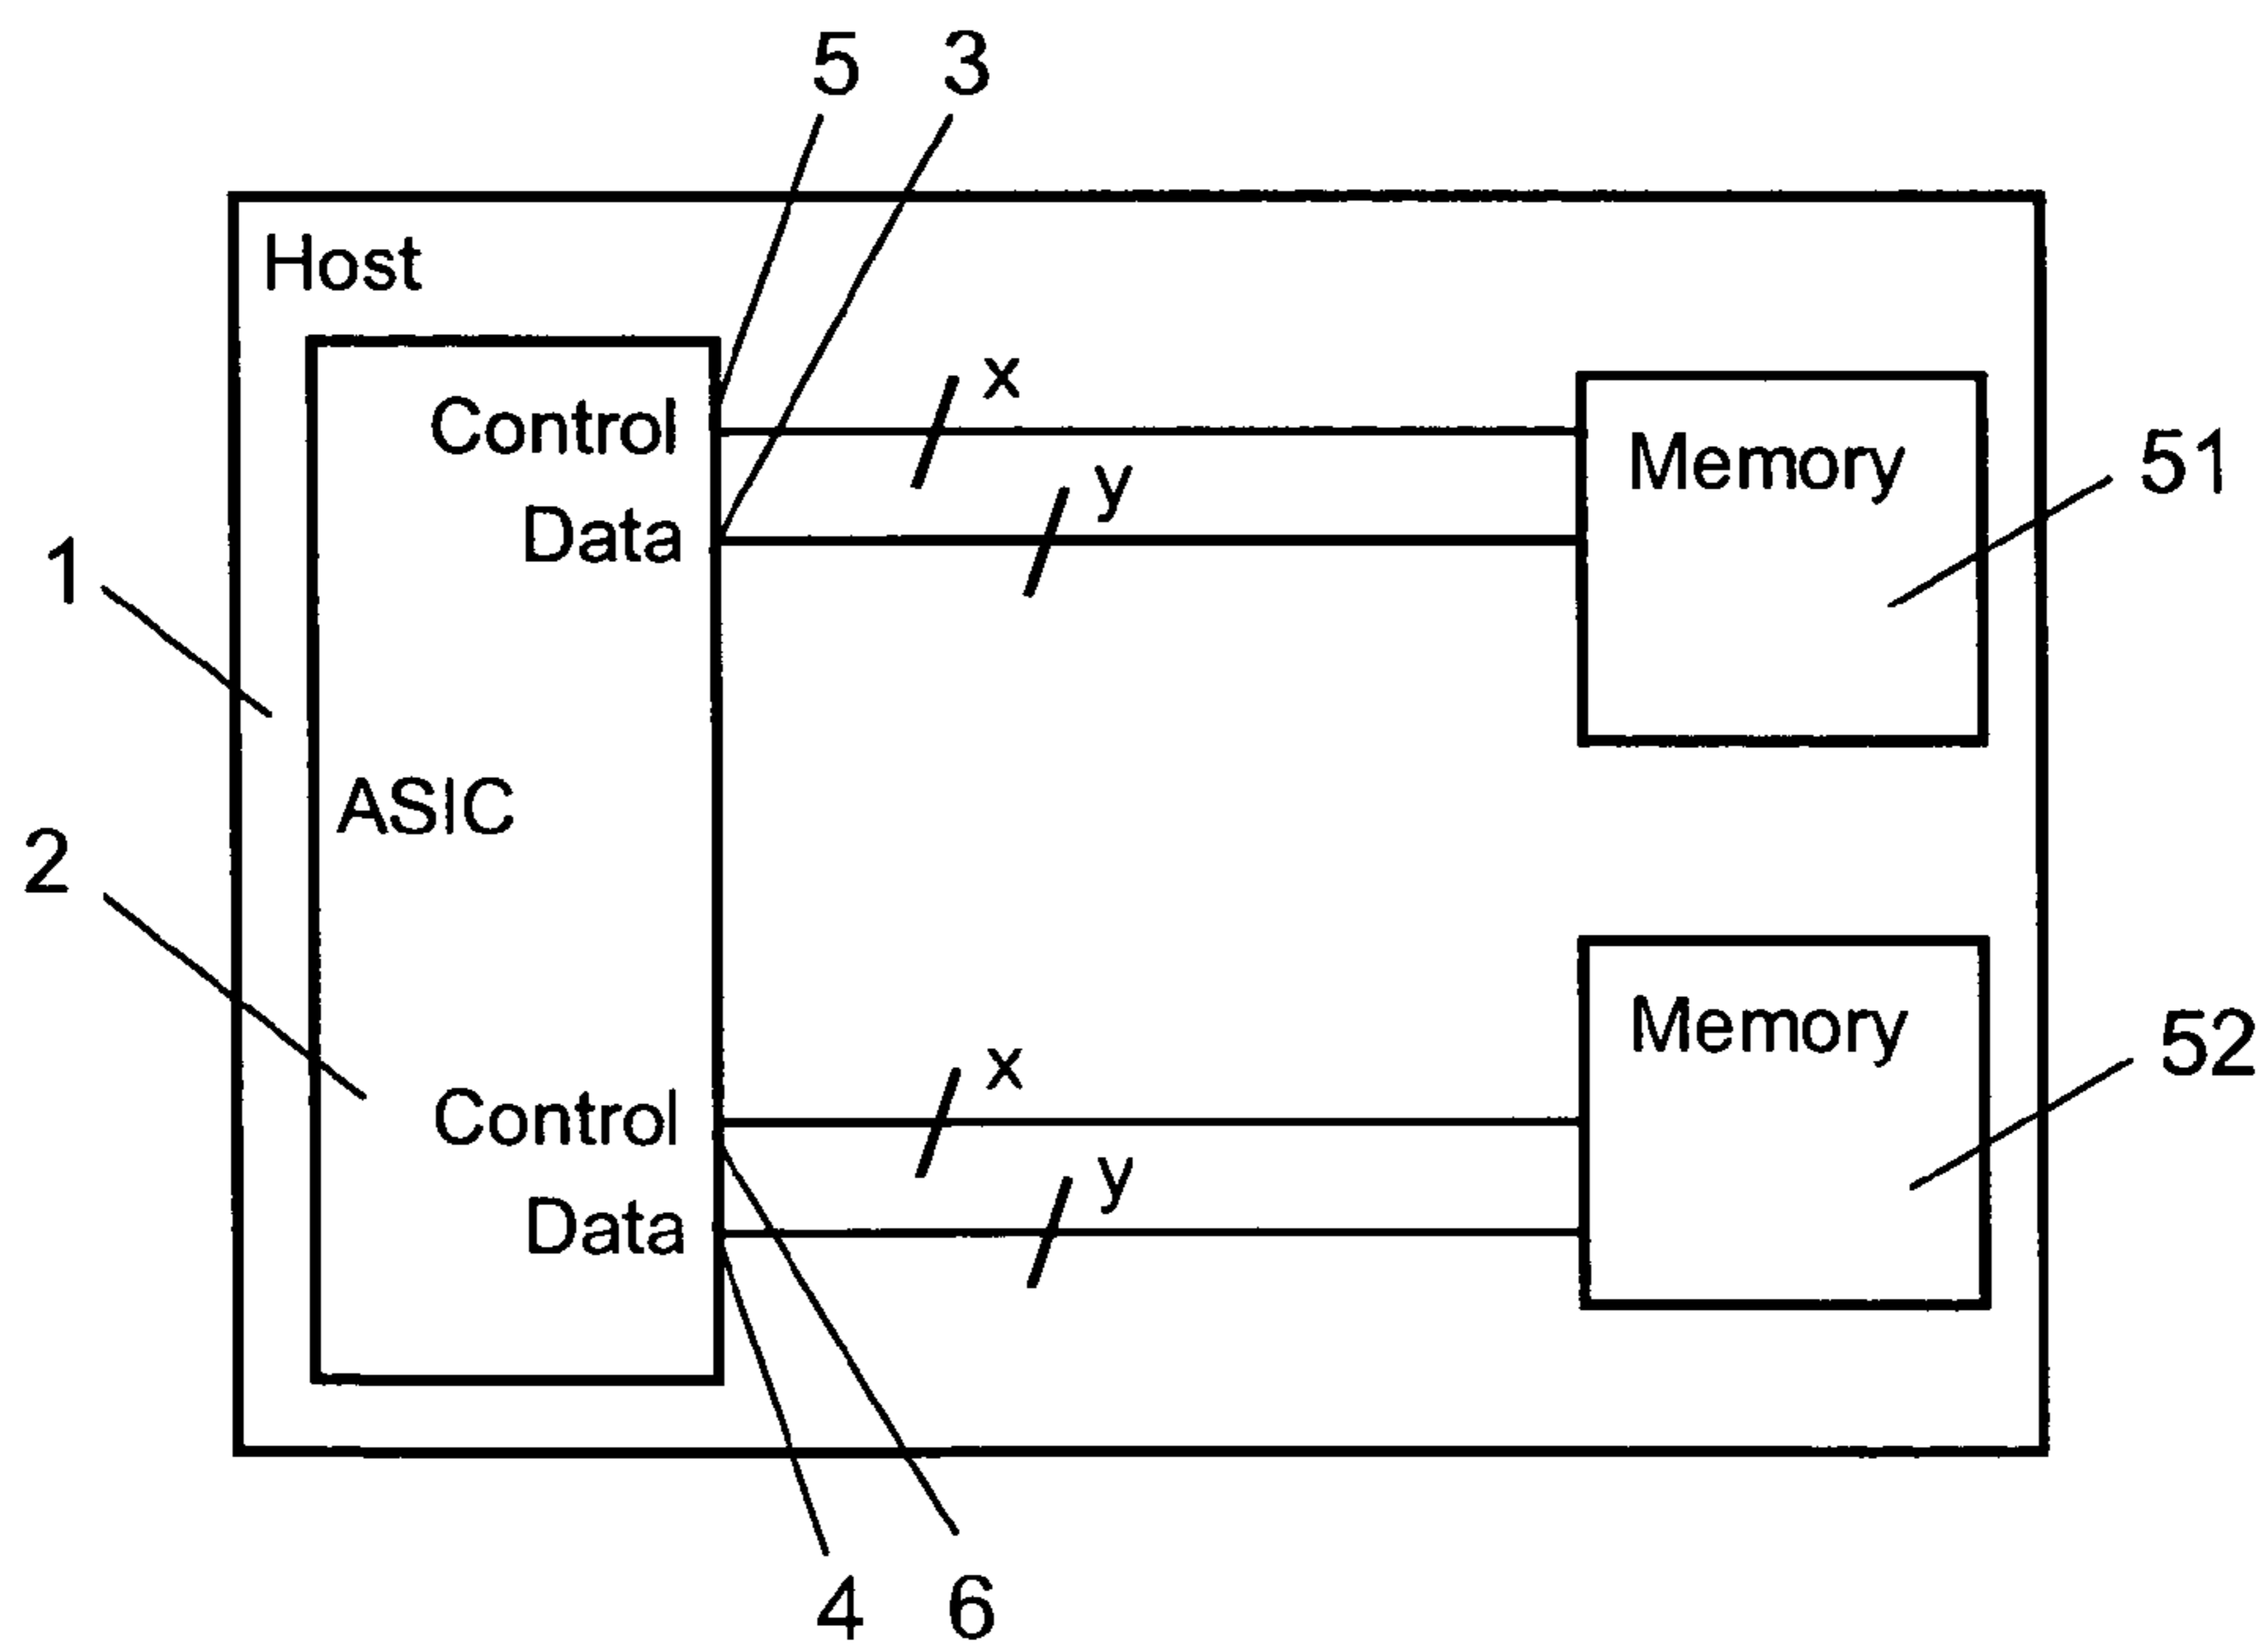 5 3
Host
x
Control
Memory
51
y
Data
1
ASIC
2
Memory
52
x
Control
y
Data
4 6